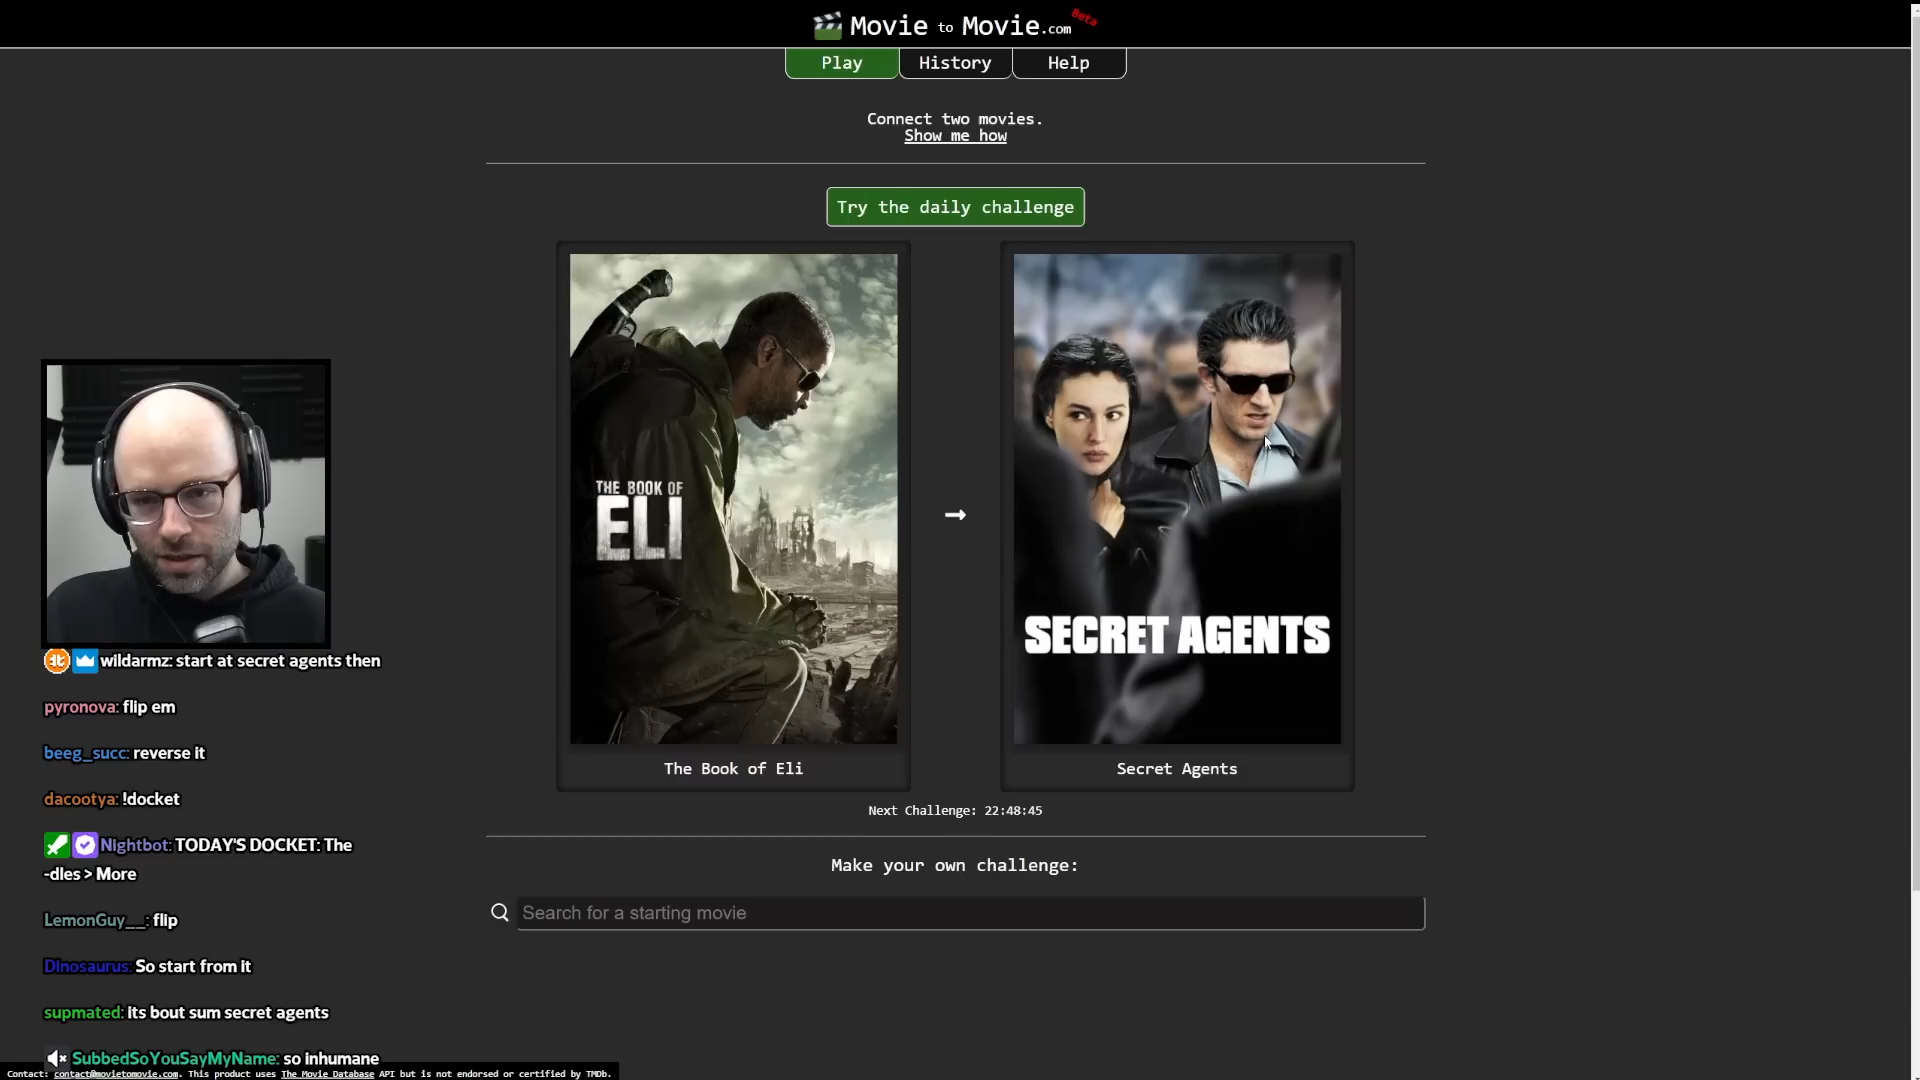 Movie to Movie.com Beta
Play History Help
Connect two movies.
Show me how
Try the daily challenge
THE BOOK OF
ELI
SECRET AGENTS
The Book of Eli
Secret Agents
Next Challenge: 22:48:45
Make your own challenge:
Search for a starting movie
wildarmz: start at secret agents then
pyronova: flip em
beeg_succ: reverse it
dacootya: !docket
Nightbot: TODAY'S DOCKET: The
-dles > More
LemonGuy__: flip
Dinosaurus: So start from it
supmated: its bout sum secret agents
SubbedSoYouSayMyName: so inhumane
Contact: contact@movietomovie.com. This product uses The Movie Database API but is not endorsed or certified by TMDb.